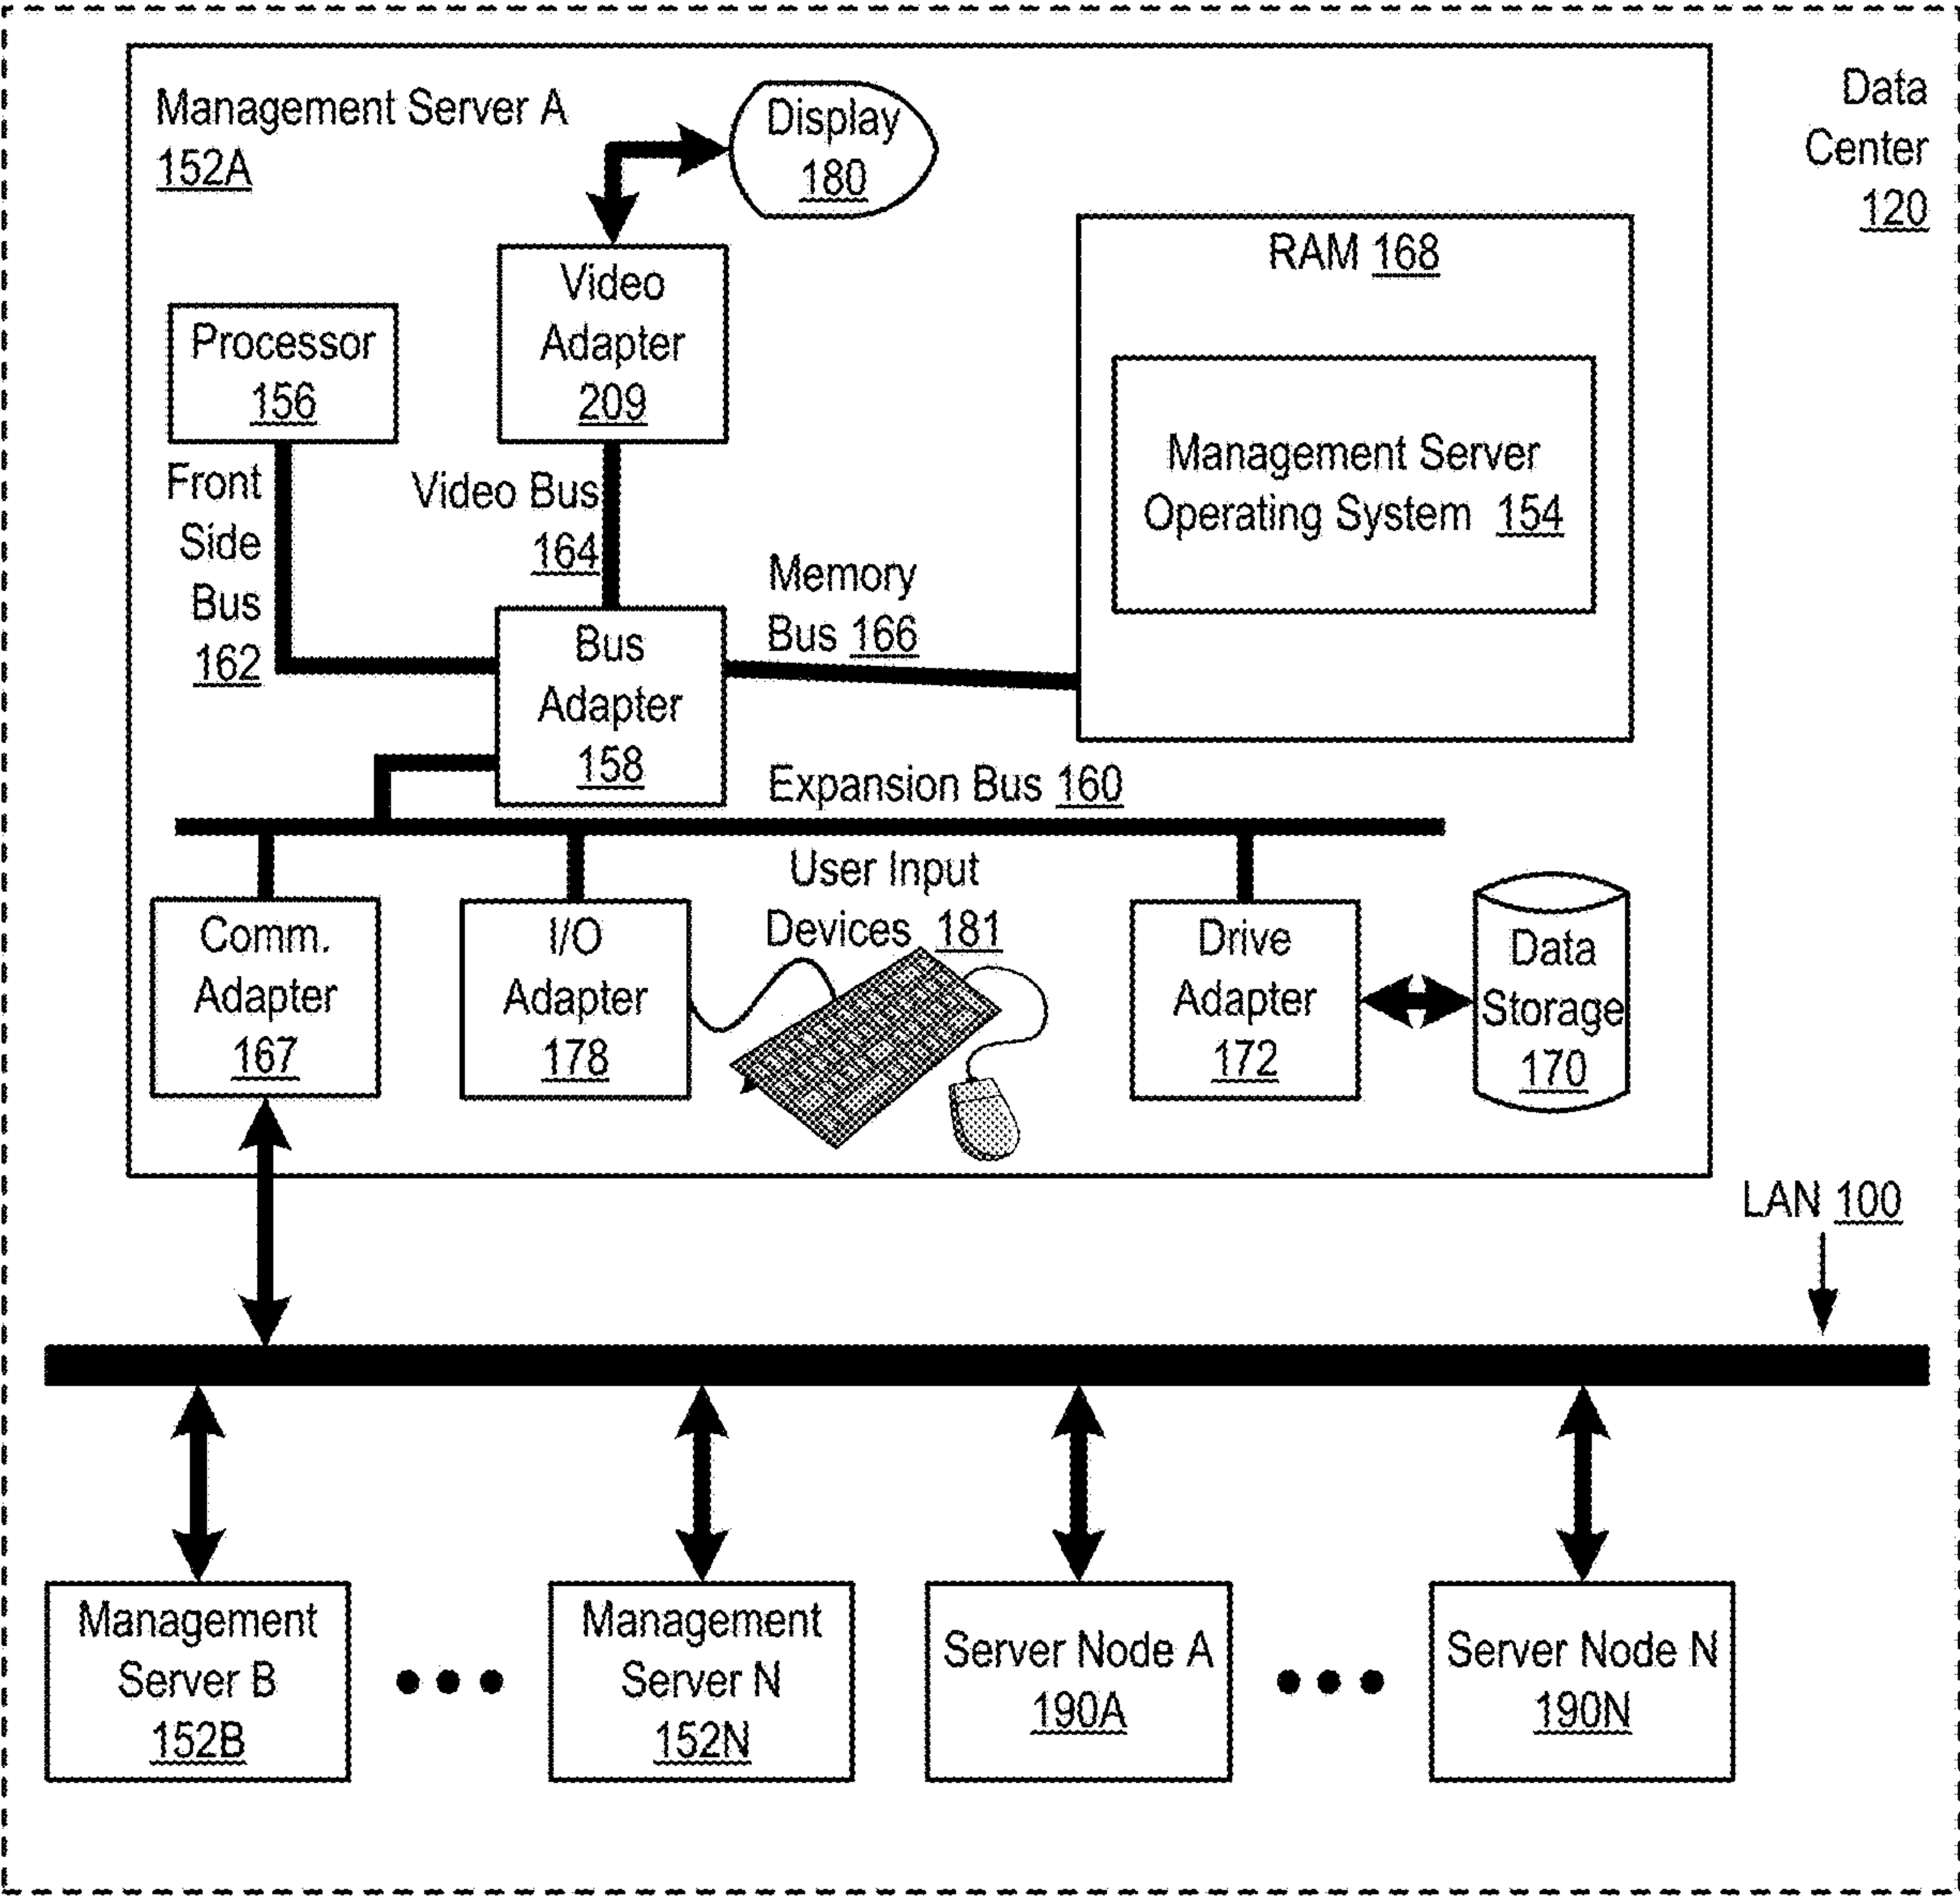 Data
Center
120
Management Server A
152A
Display
180
Video
Adapter
209
Processor
156
RAM 168
Management Server
Operating System 154
Front
Side
Bus
162
Video Bus
164
Memory
Bus 166
Bus
Adapter
158
Expansion Bus 160
Comm.
Adapter
167
I/O
Adapter
178
User Input
Devices 181
Drive
Adapter
172
Data
Storage
170
LAN 100
Management
Server B
152B
Management
Server N
152N
Server Node A
190A
Server Node N
190N